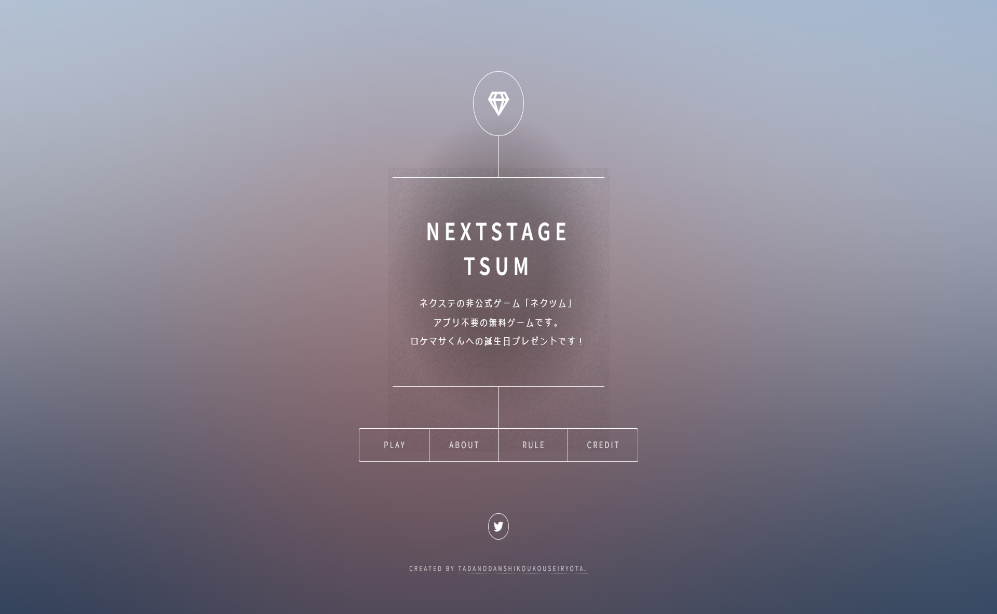 NEXTSTAGE
TSUM
ネクステの非公式ゲーム「ネクツム」
アプリ不要の無料ゲームです。
ロケマサくんへの誕生日プレゼントです!
PLAY ABOUT RULE CREDIT
CREATED BY TADANODANSHIKOUKOUSEIRYOTA.